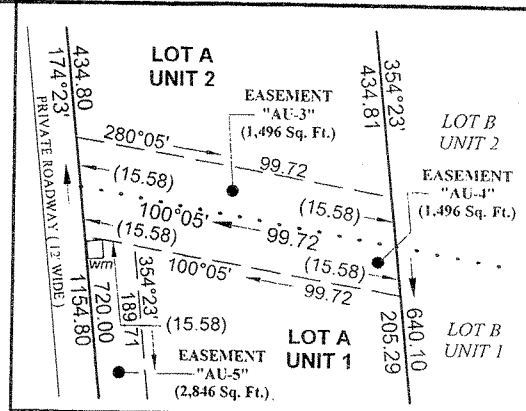 LOT A
UNIT 2
434.80
174°23'
PRIVATE ROADWAY (12' WIDE)
354°23'
434.81
LOT B
UNIT 2
EASEMENT
"AU-3"
(1,496 Sq. Ft.)
280°05'
99.72
EASEMENT
"AU-4"
(1,496 Sq. Ft.)
(15.58)
(15.58)
100°05'
99.72
(15.58)
(15.58)
100°05'
99.72
wm
354°23'
1154.80
720.00
189.71
(15.58)
EASEMENT
"AU-5"
(2,846 Sq. Ft.)
LOT A
UNIT 1
205.29
640.10
LOT B
UNIT 1